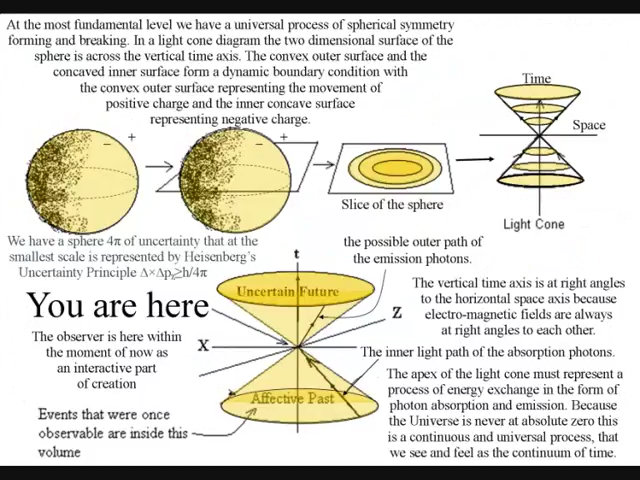 At the most fundamental level we have a universal process of spherical symmetry
forming and breaking. In a light cone diagram the two dimensional surface of the
sphere is across the vertical time axis. The convex outer surface and the
concaved inner surface form a dynamic boundary condition with
the convex outer surface representing the movement of
positive charge and the inner concave surface
representing negative charge.
Time
Space
Light Cone
− +
− +
Slice of the sphere
We have a sphere 4π of uncertainty that at the
smallest scale is represented by Heisenberg's
Uncertainty Principle Δ×Δpᵪ≥h/4π
the possible outer path of
the emission photons.
t
Uncertain Future
Z
X
Affective Past
The vertical time axis is at right angles
to the horizontal space axis because
electro-magnetic fields are always
at right angles to each other.
You are here
The observer is here within
the moment of now as
an interactive part
of creation
The inner light path of the absorption photons.
The apex of the light cone must represent a
process of energy exchange in the form of
photon absorption and emission. Because
the Universe is never at absolute zero this
is a continuous and universal process, that
we see and feel as the continuum of time.
Events that were once
observable are inside this
volume